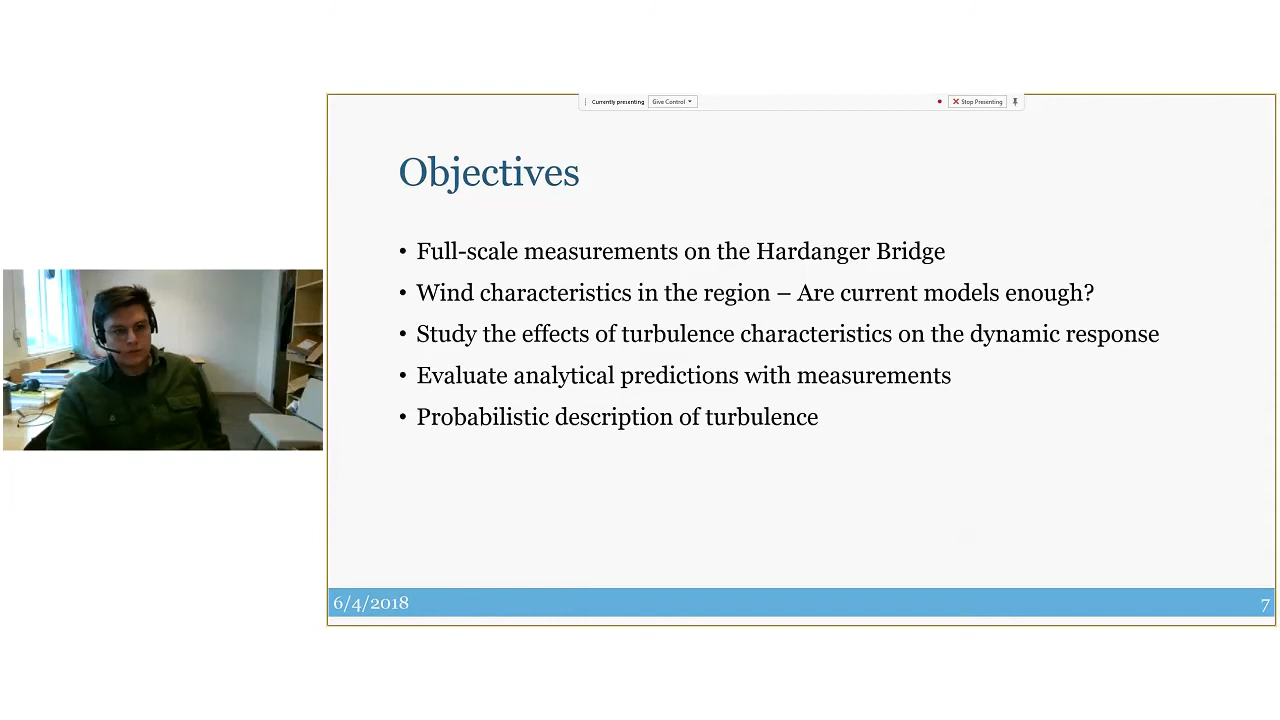 Currently presenting Give Control Stop Presenting
Objectives
• Full-scale measurements on the Hardanger Bridge
• Wind characteristics in the region – Are current models enough?
• Study the effects of turbulence characteristics on the dynamic response
• Evaluate analytical predictions with measurements
• Probabilistic description of turbulence
6/4/2018 7